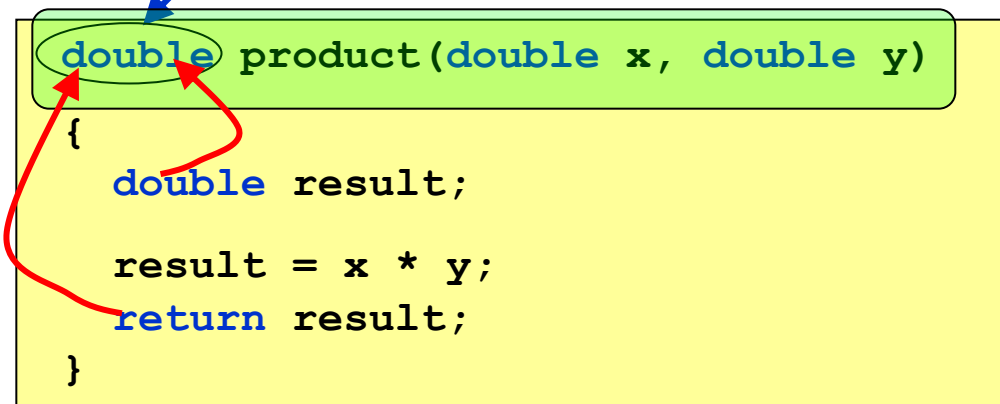 double product(double x, double y)
{
double result;
result = x * y;
return result;
}